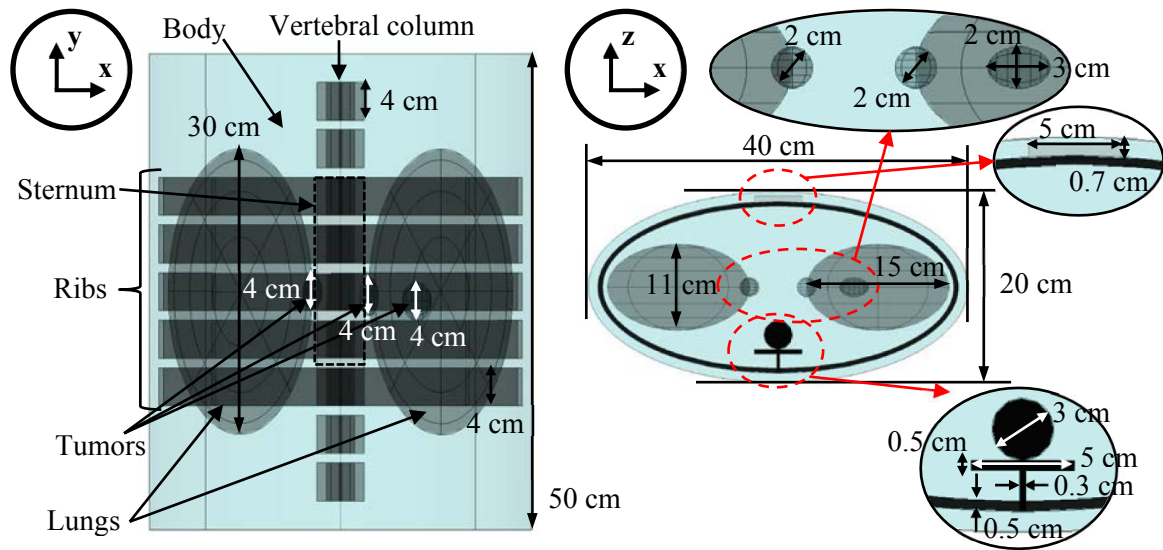 y
x
Body
Vertebral column
4 cm
30 cm
Sternum
Ribs
4 cm
4 cm
4 cm
4 cm
Tumors
Lungs
50 cm
z
x
2 cm
2 cm
3 cm
2 cm
5 cm
0.7 cm
40 cm
15 cm
11 cm
20 cm
3 cm
0.5 cm
5 cm
0.3 cm
0.5 cm